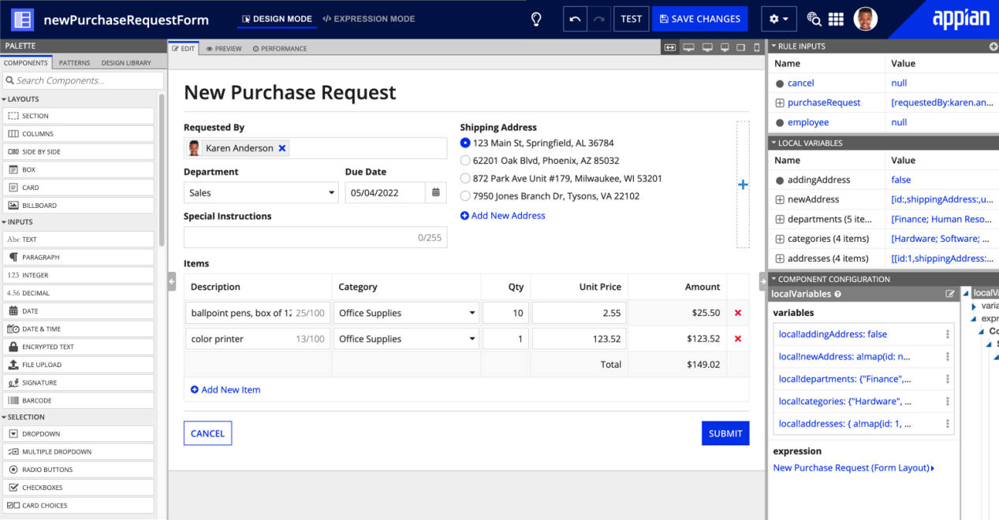 newPurchaseRequestForm
DESIGN MODE
</> EXPRESSION MODE
TEST
SAVE CHANGES
appian
PALETTE
COMPONENTS PATTERNS DESIGN LIBRARY
Search Components...
LAYOUTS
SECTION
COLUMNS
SIDE BY SIDE
BOX
CARD
BILLBOARD
INPUTS
Abc TEXT
PARAGRAPH
123 INTEGER
4.56 DECIMAL
DATE
DATE & TIME
ENCRYPTED TEXT
FILE UPLOAD
SIGNATURE
BARCODE
SELECTION
DROPDOWN
MULTIPLE DROPDOWN
RADIO BUTTONS
CHECKBOXES
CARD CHOICES
EDIT PREVIEW PERFORMANCE
New Purchase Request
Requested By
Karen Anderson
Department Due Date
Sales 05/04/2022
Special Instructions
0/255
Shipping Address
123 Main St, Springfield, AL 36784
62201 Oak Blvd, Phoenix, AZ 85032
872 Park Ave Unit #179, Milwaukee, WI 53201
7950 Jones Branch Dr, Tysons, VA 22102
Add New Address
Items
Description Category Qty Unit Price Amount
ballpoint pens, box of 12 25/100 Office Supplies 10 2.55 $25.50
color printer 13/100 Office Supplies 1 123.52 $123.52
Total $149.02
Add New Item
CANCEL SUBMIT
RULE INPUTS
Name Value
cancel null
purchaseRequest [requestedBy:karen.an...
employee null
LOCAL VARIABLES
Name Value
addingAddress false
newAddress [id:,shippingAddress:,u...
departments (5 ite... [Finance; Human Reso...
categories (4 items) [Hardware; Software; ...
addresses (4 items) [[id:1,shippingAddress:...
COMPONENT CONFIGURATION
localVariables
variables
local!addingAddress: false
local!newAddress: a!map(id: n...
local!departments: {"Finance",...
local!categories: {"Hardware", ...
local!addresses: { a!map(id: 1, ...
expression
New Purchase Request (Form Layout)